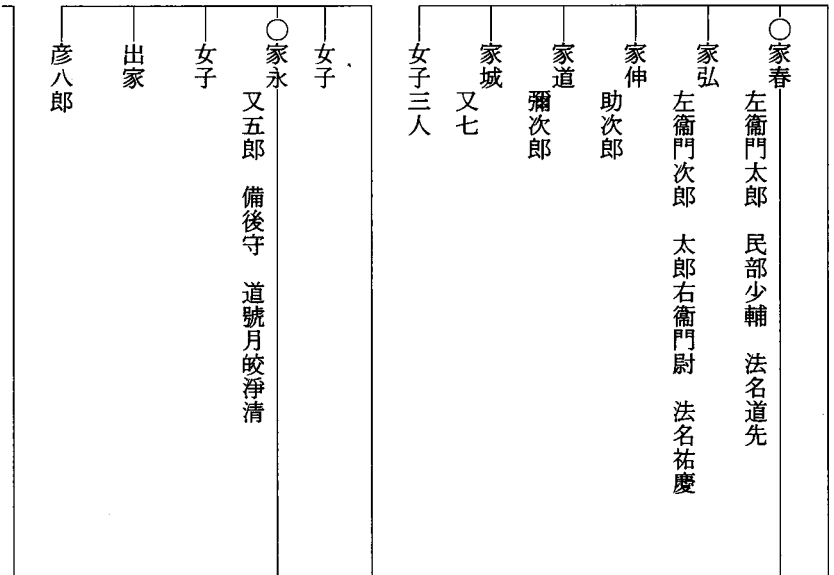 ○家春
左衞門太郎　民部少輔　法名道先
家弘
左衞門次郎　太郎右衞門尉　法名祐慶
家伸
助次郎
家道
彌次郎
家城
又七
女子三人
女子
○家永
又五郎　備後守　道號月皎淨清
女子
出家
彦八郎